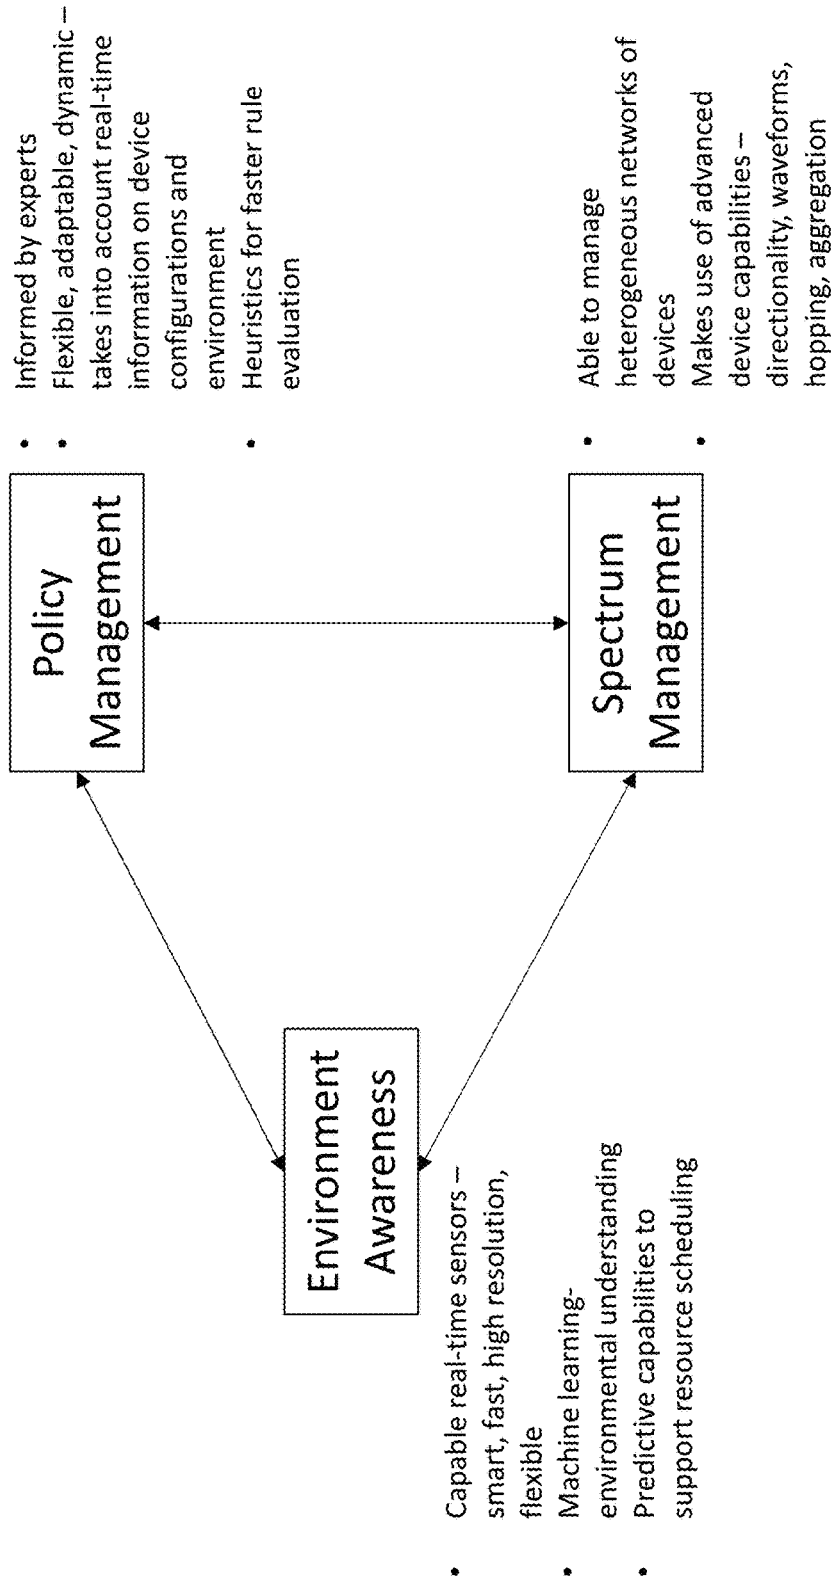 Policy
Management
• Informed by experts
• Flexible, adaptable, dynamic –
takes into account real-time
information on device
configurations and
environment
• Heuristics for faster rule
evaluation
Environment
Awareness
• Capable real-time sensors –
smart, fast, high resolution,
flexible
• Machine learning-
environmental understanding
• Predictive capabilities to
support resource scheduling
Spectrum
Management
• Able to manage
heterogeneous networks of
devices
• Makes use of advanced
device capabilities –
directionality, waveforms,
hopping, aggregation